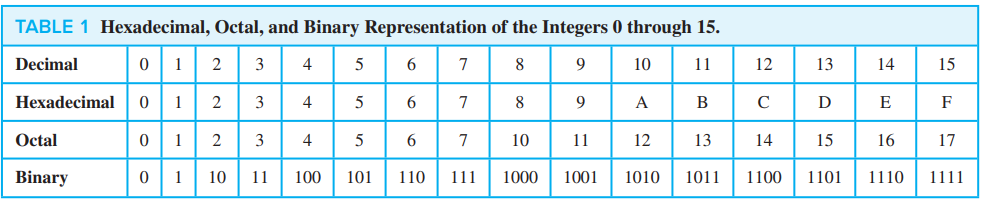 TABLE 1 Hexadecimal, Octal, and Binary Representation of the Integers 0 through 15.
Decimal 0 1 2 3 4 5 6 7 8 9 10 11 12 13 14 15
Hexadecimal 0 1 2 3 4 5 6 7 8 9 A B C D E F
Octal 0 1 2 3 4 5 6 7 10 11 12 13 14 15 16 17
Binary 0 1 10 11 100 101 110 111 1000 1001 1010 1011 1100 1101 1110 1111